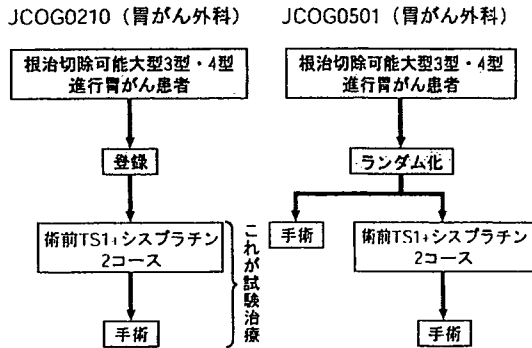 JCOG0210（胃がん外科）
根治切除可能大型3型・4型
進行胃がん患者
登録
術前TS1+シスプラチン
2コース
手術
これが試験治療
JCOG0501（胃がん外科）
根治切除可能大型3型・4型
進行胃がん患者
ランダム化
手術
術前TS1+シスプラチン
2コース
手術